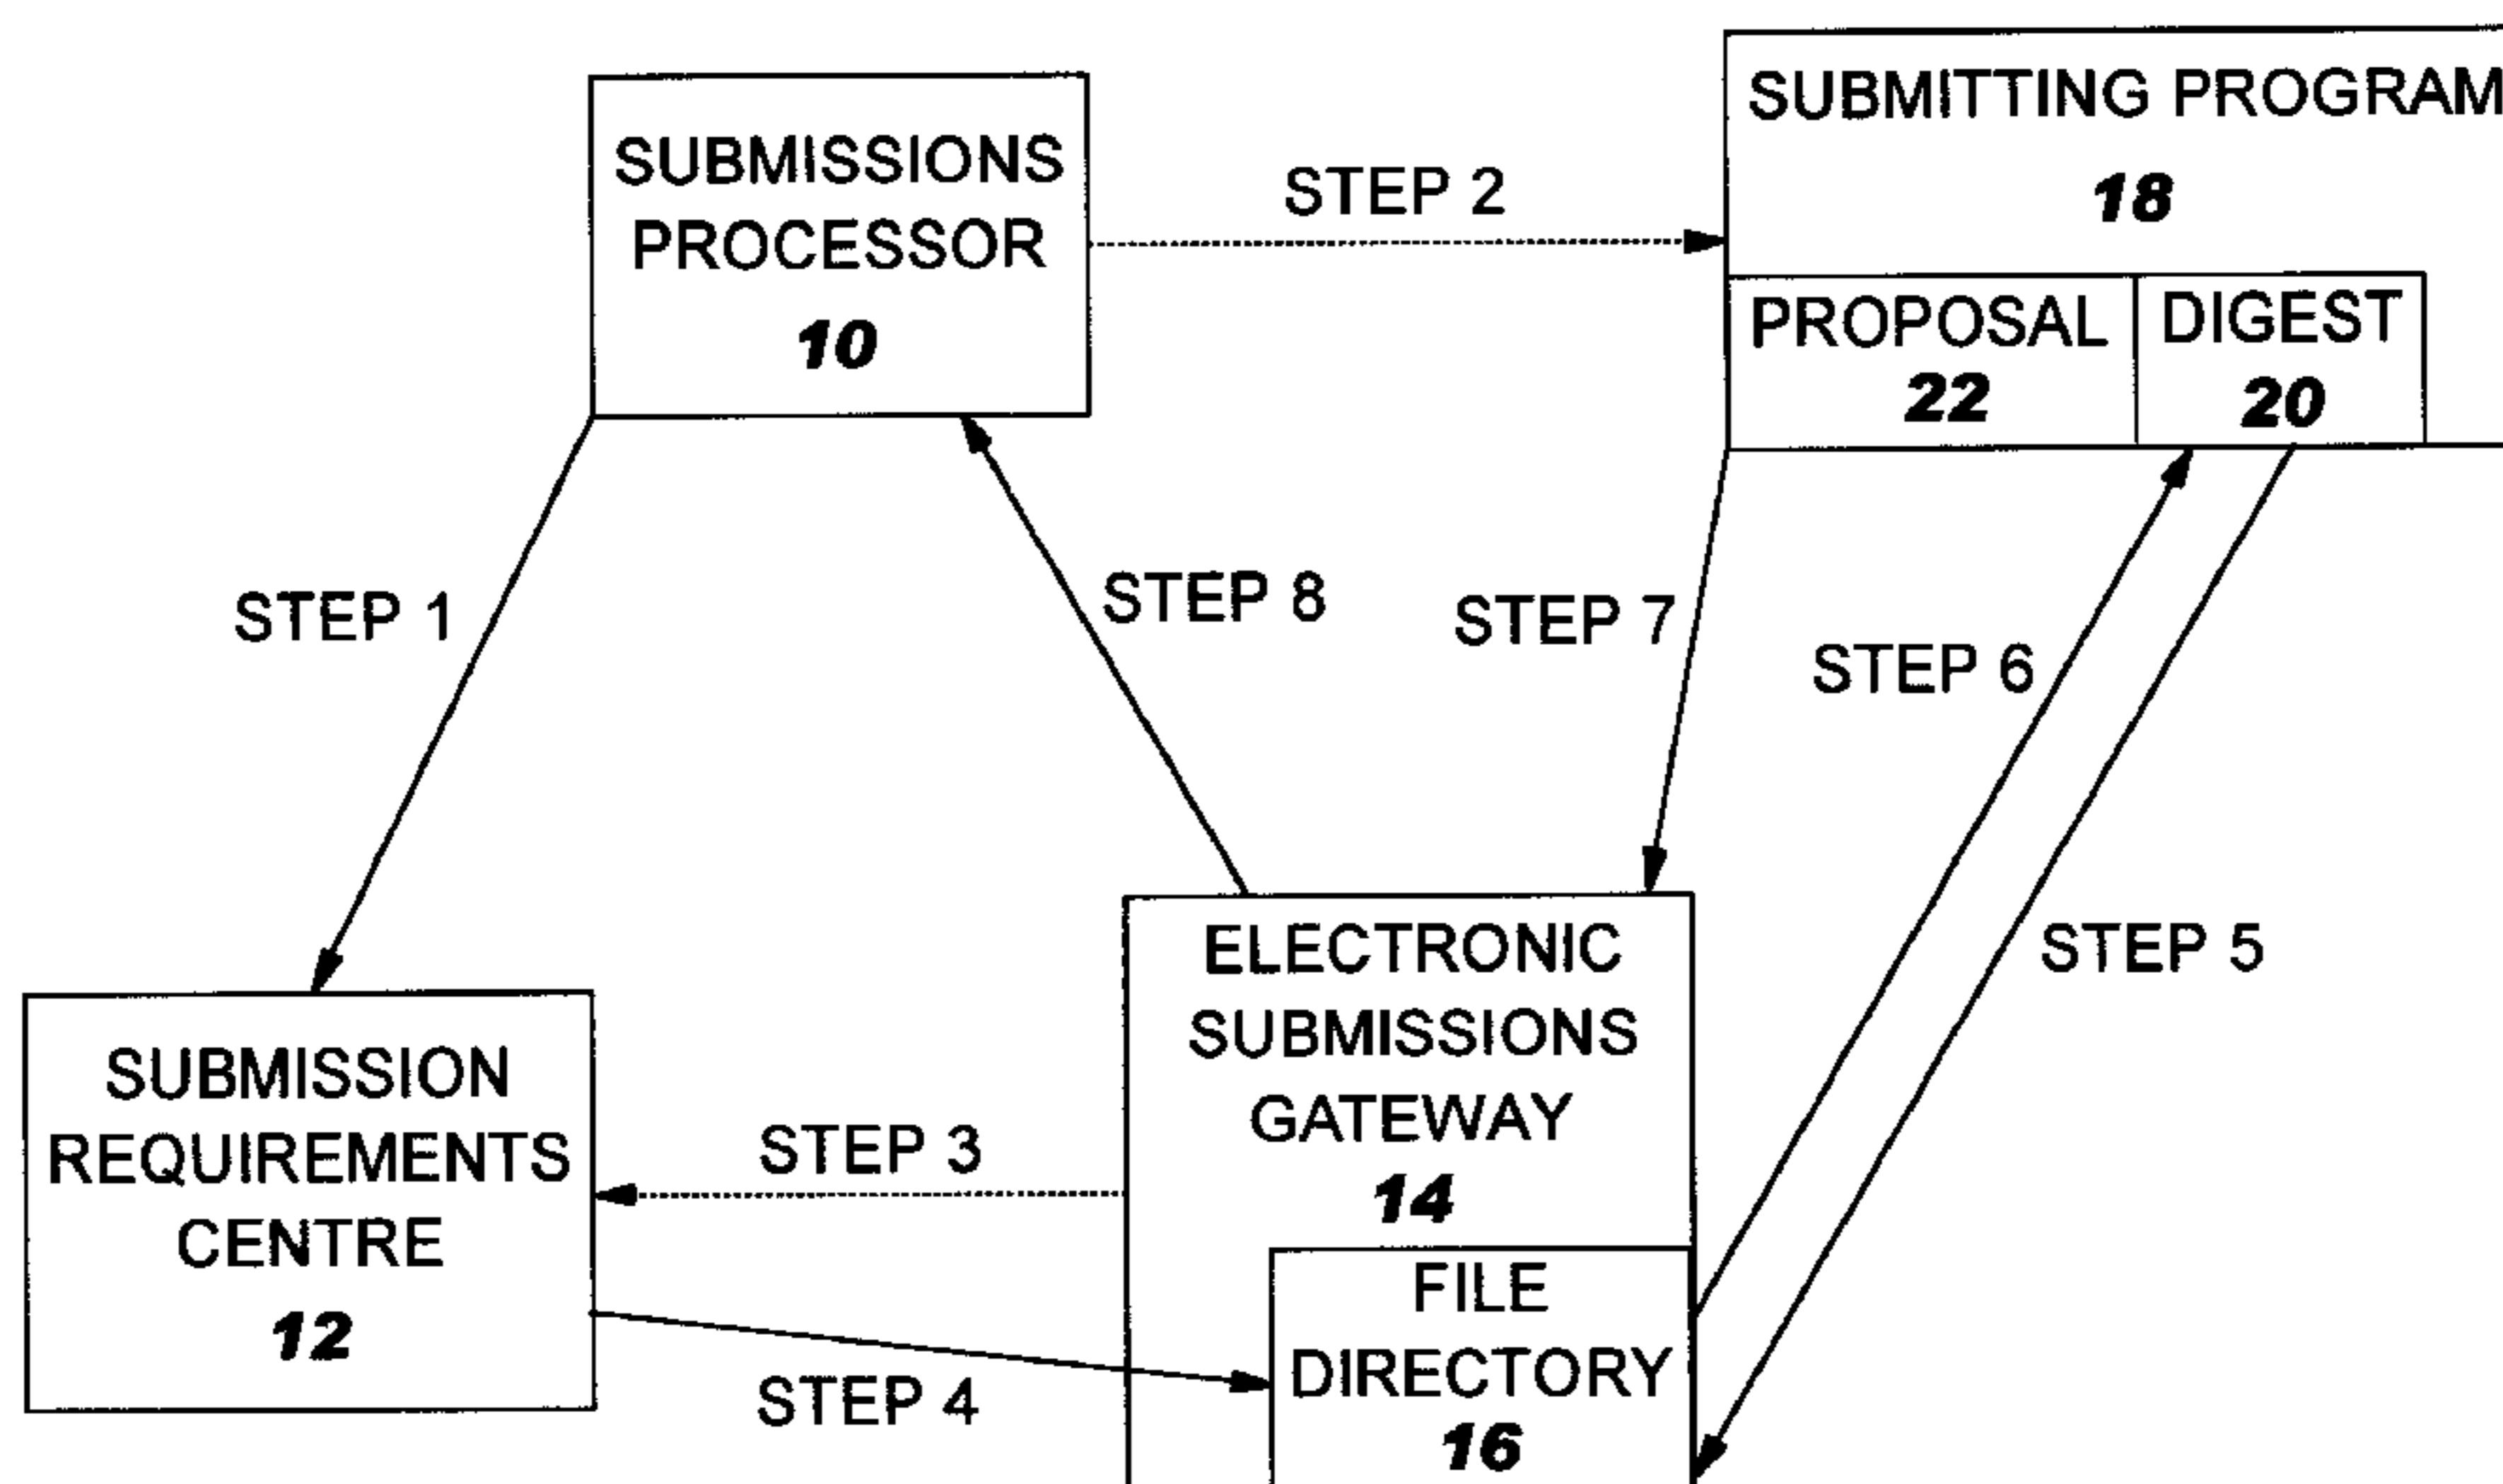 SUBMITTING PROGRAM
18
SUBMISSIONS
PROCESSOR
10
STEP 2
PROPOSAL
22
DIGEST
20
STEP 1
STEP 8
STEP 7
STEP 6
STEP 5
ELECTRONIC
SUBMISSIONS
GATEWAY
14
SUBMISSION
REQUIREMENTS
CENTRE
12
STEP 3
STEP 4
FILE
DIRECTORY
16